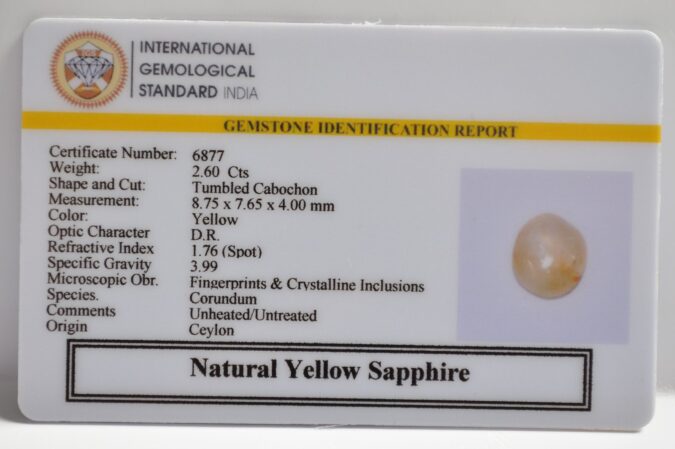 IGS
INTERNATIONAL
GEMOLOGICAL
STANDARD INDIA
GEMSTONE IDENTIFICATION REPORT
Certificate Number: 6877
Weight: 2.60 Cts
Shape and Cut: Tumbled Cabochon
Measurement: 8.75 x 7.65 x 4.00 mm
Color: Yellow
Optic Character D.R.
Refractive Index 1.76 (Spot)
Specific Gravity 3.99
Microscopic Obr. Fingerprints & Crystalline Inclusions
Species. Corundum
Comments Unheated/Untreated
Origin Ceylon
Natural Yellow Sapphire